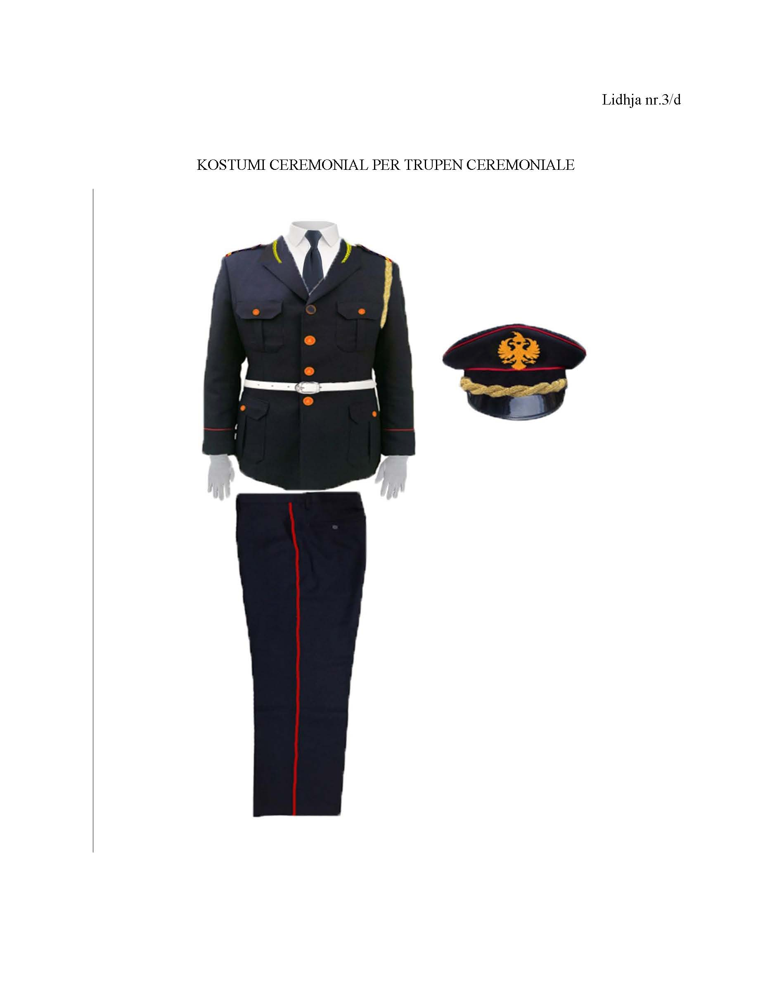 Lidhja nr.3/d
KOSTUMI CEREMONIAL PER TRUPEN CEREMONIALE